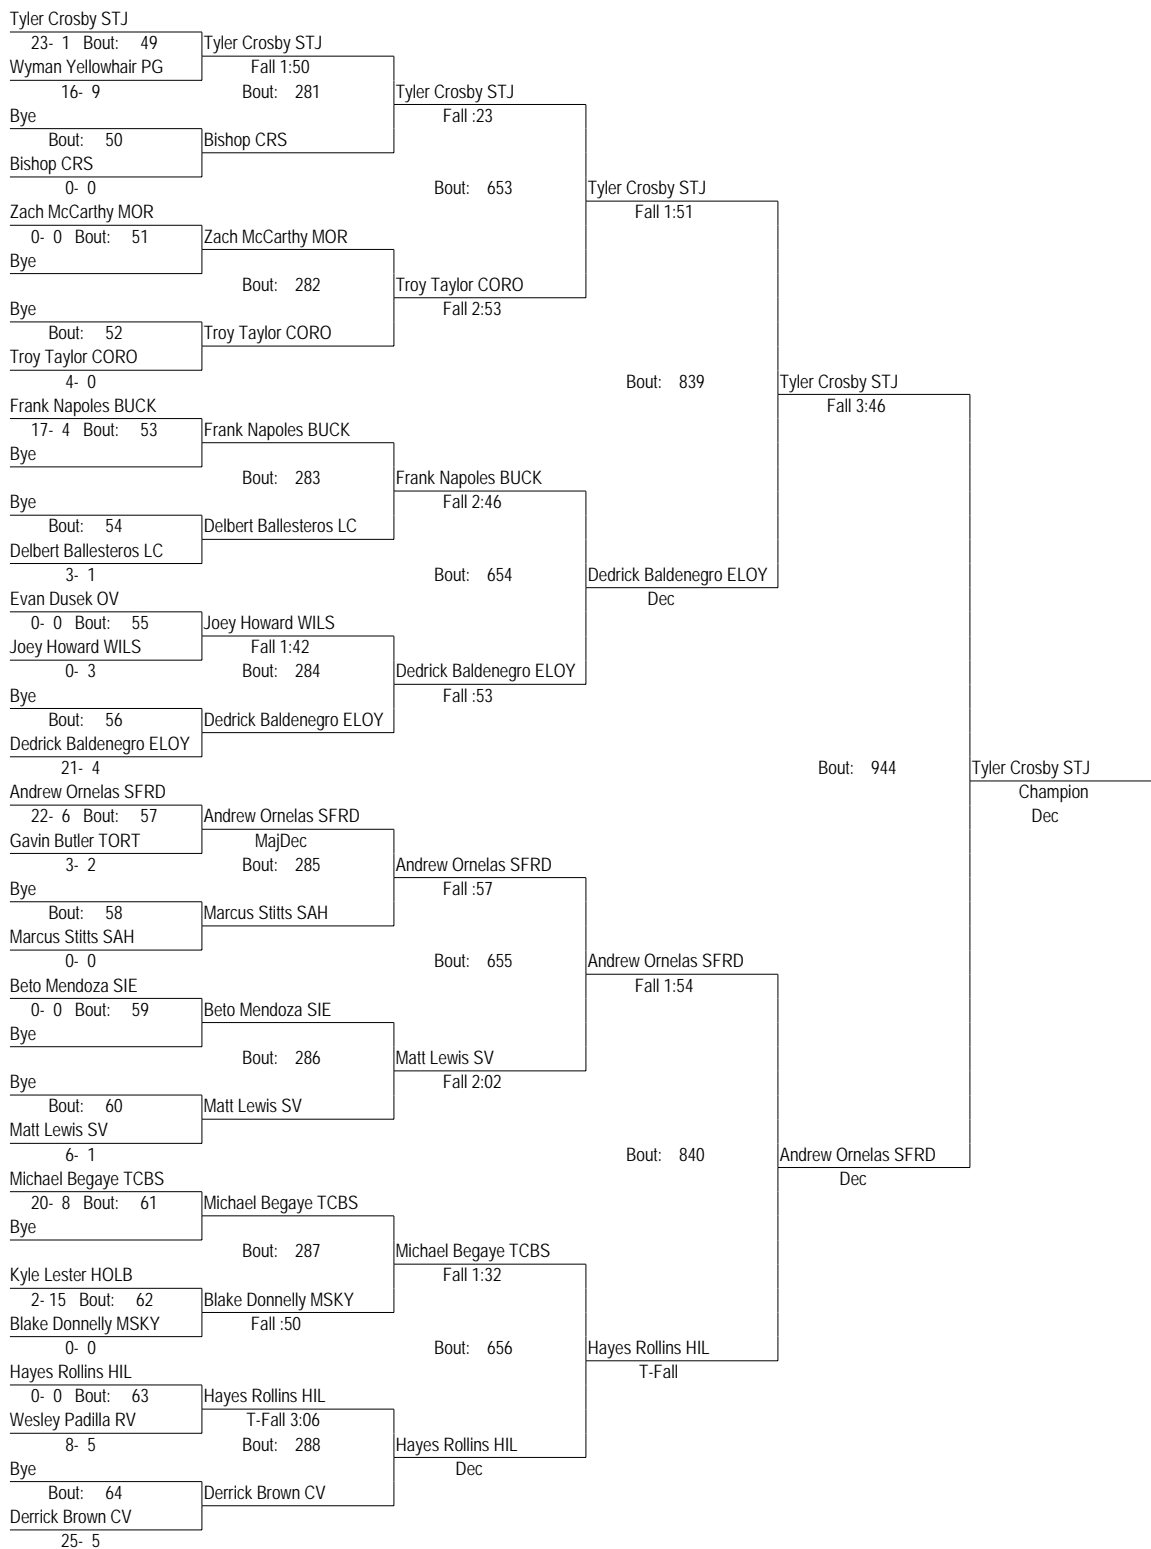 Tyler Crosby STJ
23- 1 Bout: 49 Tyler Crosby STJ
Wyman Yellowhair PG Fall 1:50
16- 9 Bout: 281 Tyler Crosby STJ
Bye Fall :23
Bout: 50 Bishop CRS
Bishop CRS
0- 0 Bout: 653 Tyler Crosby STJ
Zach McCarthy MOR Fall 1:51
0- 0 Bout: 51 Zach McCarthy MOR
Bye
Bout: 282 Troy Taylor CORO
Bye Fall 2:53
Bout: 52 Troy Taylor CORO
Troy Taylor CORO
4- 0 Bout: 839 Tyler Crosby STJ
Frank Napoles BUCK Fall 3:46
17- 4 Bout: 53 Frank Napoles BUCK
Bye
Bout: 283 Frank Napoles BUCK
Bye Fall 2:46
Bout: 54 Delbert Ballesteros LC
Delbert Ballesteros LC
3- 1 Bout: 654 Dedrick Baldenegro ELOY
Evan Dusek OV Dec
0- 0 Bout: 55 Joey Howard WILS
Joey Howard WILS Fall 1:42
0- 3 Bout: 284 Dedrick Baldenegro ELOY
Bye Fall :53
Bout: 56 Dedrick Baldenegro ELOY
Dedrick Baldenegro ELOY
21- 4 Bout: 944 Tyler Crosby STJ
Andrew Ornelas SFRD Champion
22- 6 Bout: 57 Andrew Ornelas SFRD Dec
Gavin Butler TORT MajDec
3- 2 Bout: 285 Andrew Ornelas SFRD
Bye Fall :57
Bout: 58 Marcus Stitts SAH
Marcus Stitts SAH
0- 0 Bout: 655 Andrew Ornelas SFRD
Beto Mendoza SIE Fall 1:54
0- 0 Bout: 59 Beto Mendoza SIE
Bye
Bout: 286 Matt Lewis SV
Bye Fall 2:02
Bout: 60 Matt Lewis SV
Matt Lewis SV
6- 1 Bout: 840 Andrew Ornelas SFRD
Michael Begaye TCBS Dec
20- 8 Bout: 61 Michael Begaye TCBS
Bye
Bout: 287 Michael Begaye TCBS
Kyle Lester HOLB Fall 1:32
2- 15 Bout: 62 Blake Donnelly MSKY
Blake Donnelly MSKY Fall :50
0- 0 Bout: 656 Hayes Rollins HIL
Hayes Rollins HIL T-Fall
0- 0 Bout: 63 Hayes Rollins HIL
Wesley Padilla RV T-Fall 3:06
8- 5 Bout: 288 Hayes Rollins HIL
Bye Dec
Bout: 64 Derrick Brown CV
Derrick Brown CV
25- 5